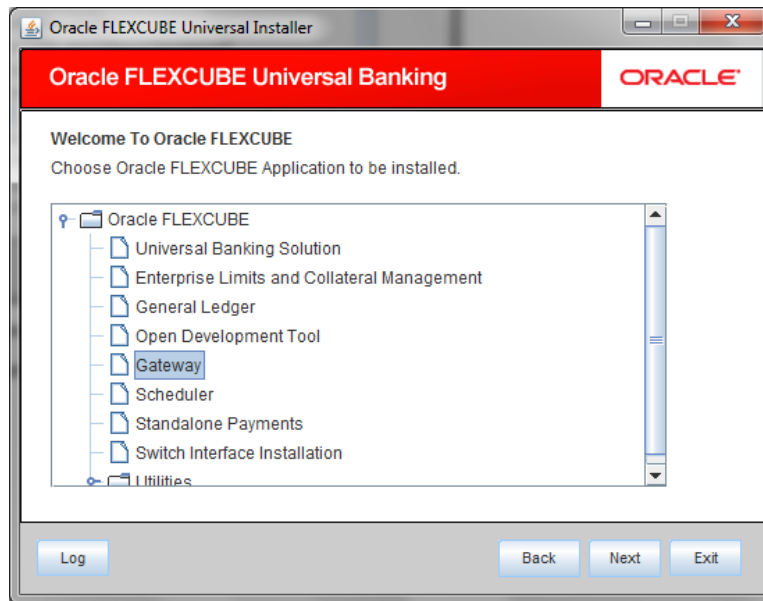 Oracle FLEXCUBE Universal Installer
Oracle FLEXCUBE Universal Banking
ORACLE
Welcome To Oracle FLEXCUBE
Choose Oracle FLEXCUBE Application to be installed.
Oracle FLEXCUBE
Universal Banking Solution
Enterprise Limits and Collateral Management
General Ledger
Open Development Tool
Gateway
Scheduler
Standalone Payments
Switch Interface Installation
Utilities
Log Back Next Exit